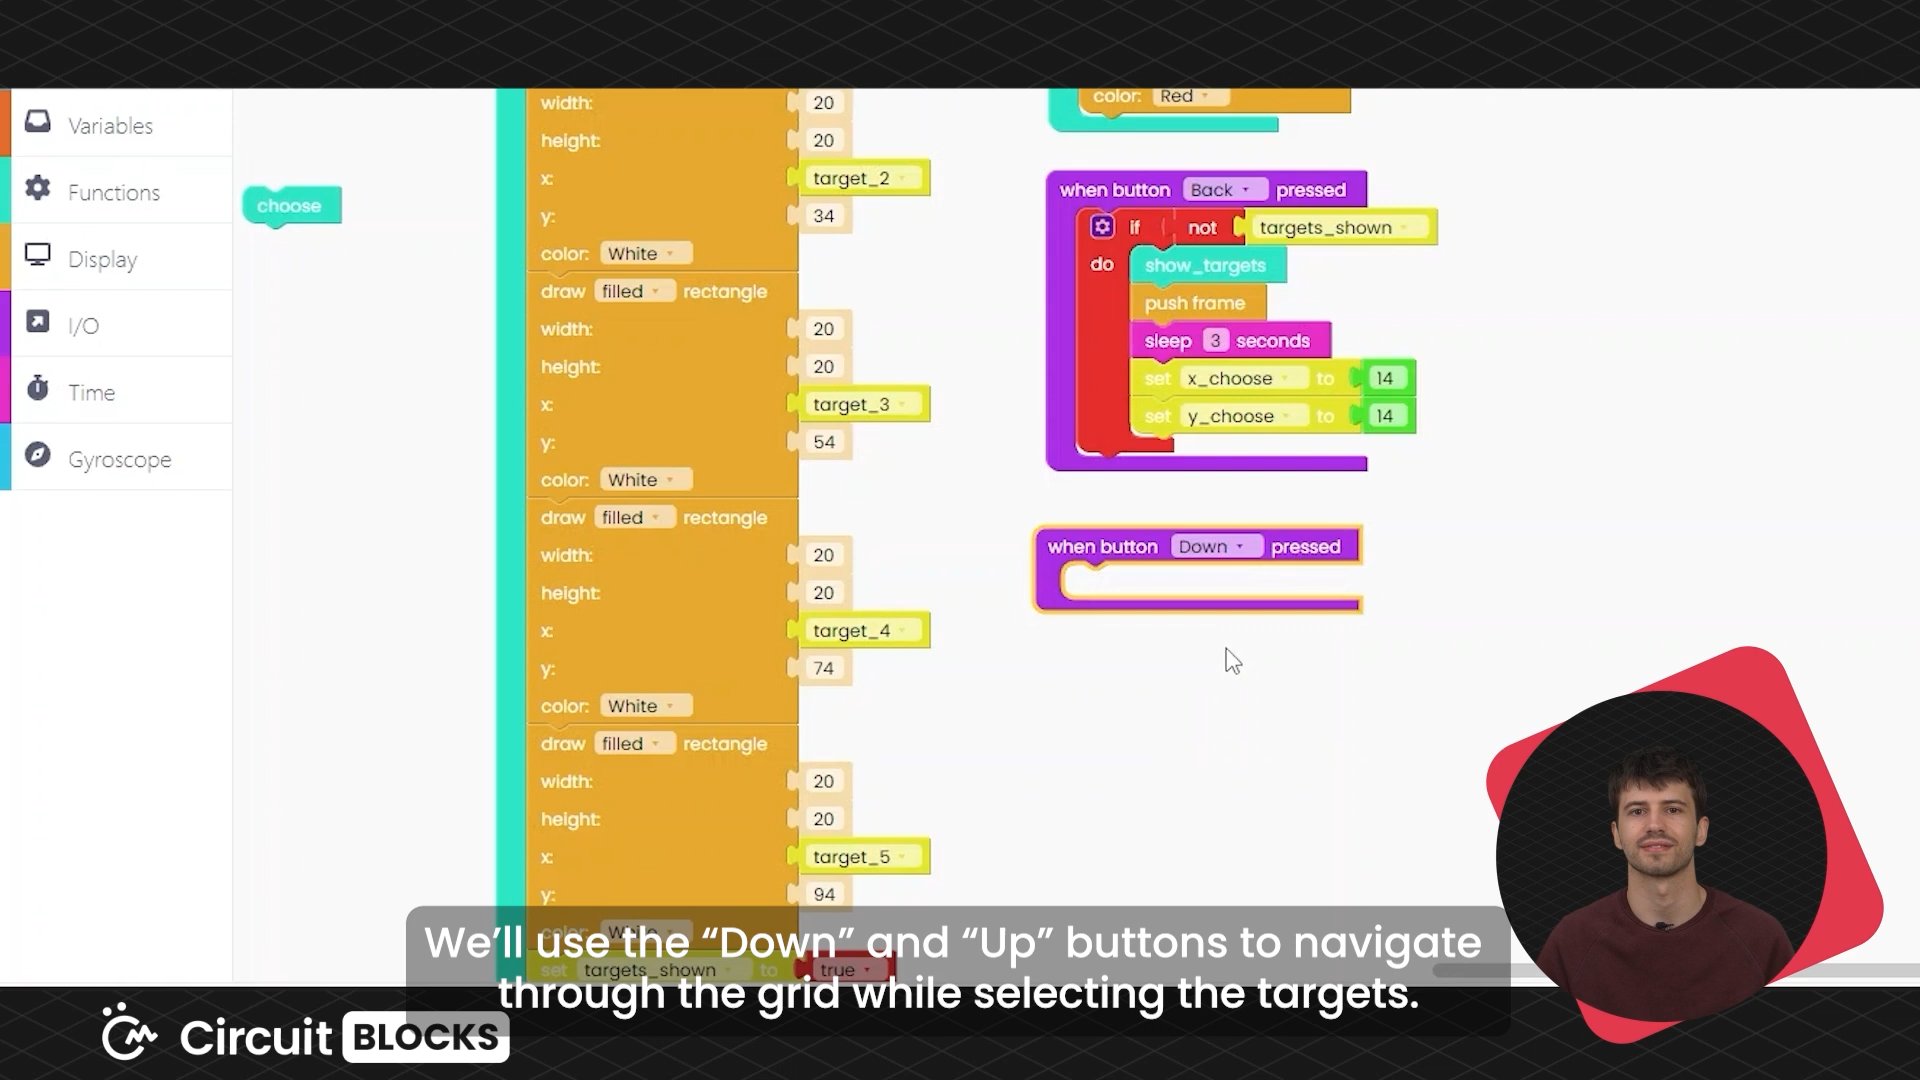 Variables
Functions
Display
I/O
Time
Gyroscope
choose
width: 20
height: 20
x: target_2
y: 34
color: White
draw filled rectangle
width: 20
height: 20
x: target_3
y: 54
color: White
draw filled rectangle
width: 20
height: 20
x: target_4
y: 74
color: White
draw filled rectangle
width: 20
height: 20
x: target_5
y: 94
color: White
set targets_shown to true
color: Red
when button Back pressed
if not targets_shown
do show_targets
push frame
sleep 3 seconds
set x_choose to 14
set y_choose to 14
when button Down pressed
We’ll use the “Down” and “Up” buttons to navigate
through the grid while selecting the targets.
Circuit BLOCKS